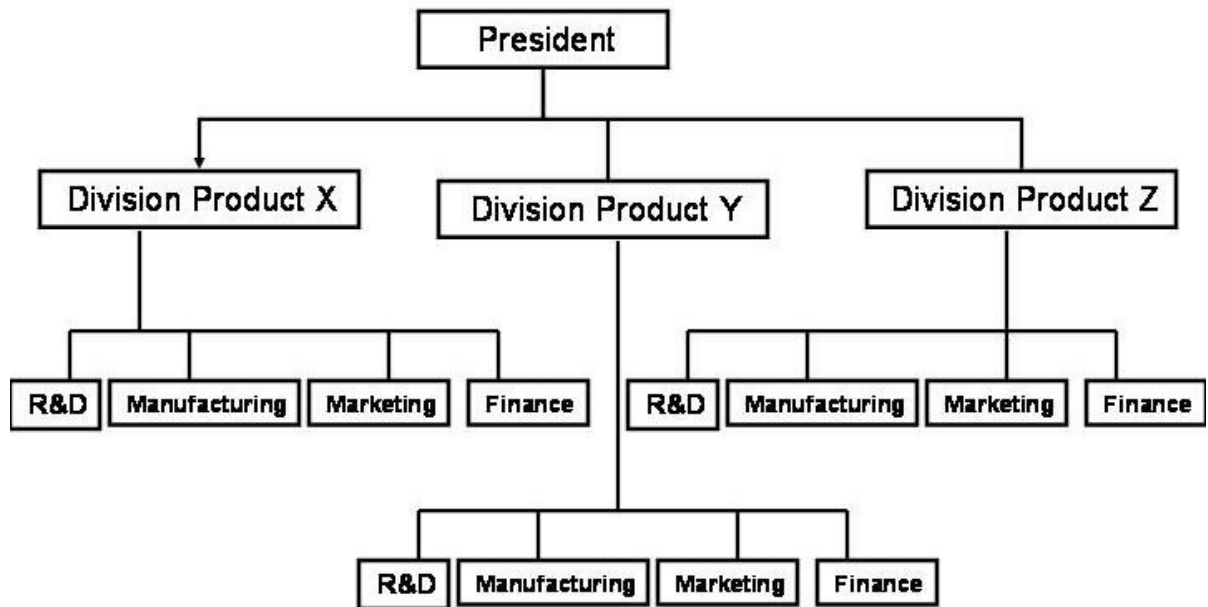 President
Division Product X
Division Product Y
Division Product Z
R&D
Manufacturing
Marketing
Finance
R&D
Manufacturing
Marketing
Finance
R&D
Manufacturing
Marketing
Finance